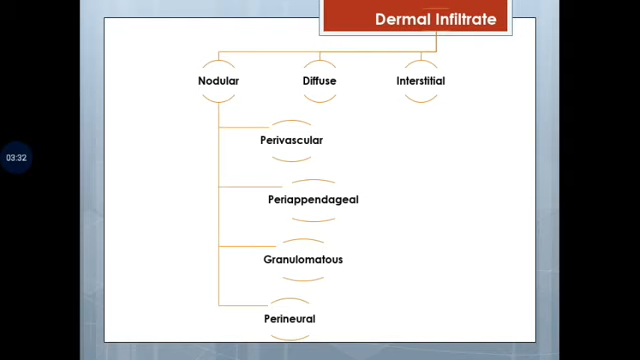 Dermal Infiltrate
Nodular
Diffuse
Interstitial
Perivascular
03:32
Periappendageal
Granulomatous
Perineural